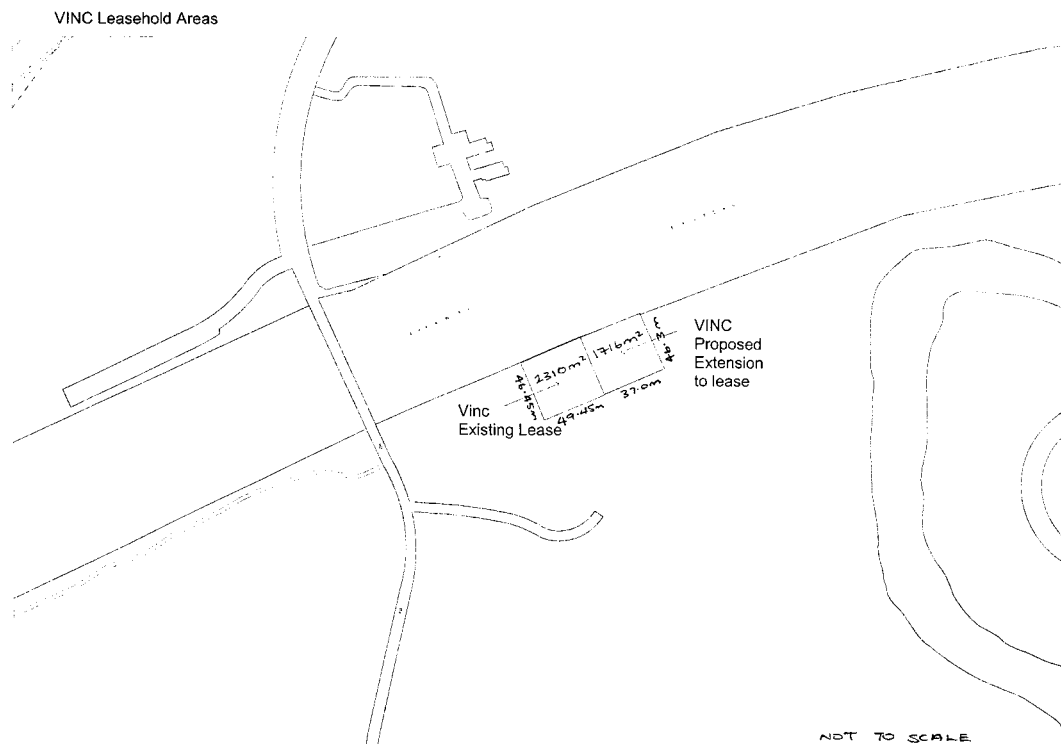 VINC Leasehold Areas
2310m²
1716m²
46.45m
49.45m
37.0m
46.3m
VINC
Proposed
Extension
to lease
Vinc
Existing Lease
NOT TO SCALE